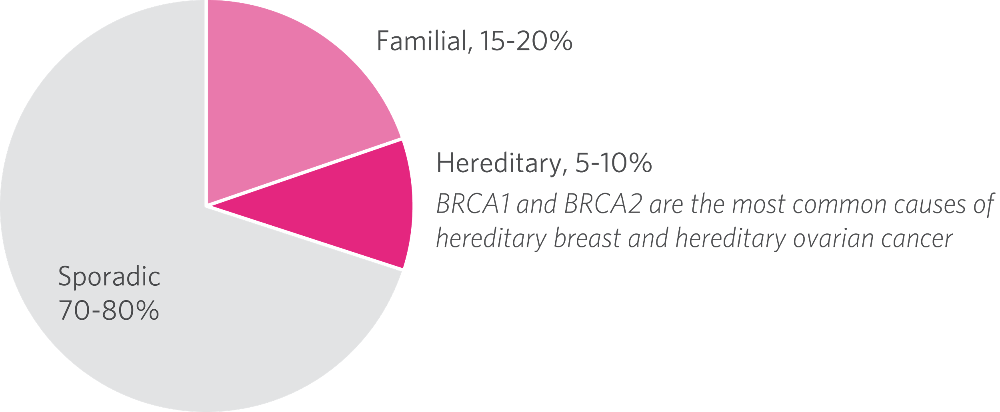 Familial, 15-20%
Hereditary, 5-10%
BRCA1 and BRCA2 are the most common causes of
hereditary breast and hereditary ovarian cancer
Sporadic
70-80%